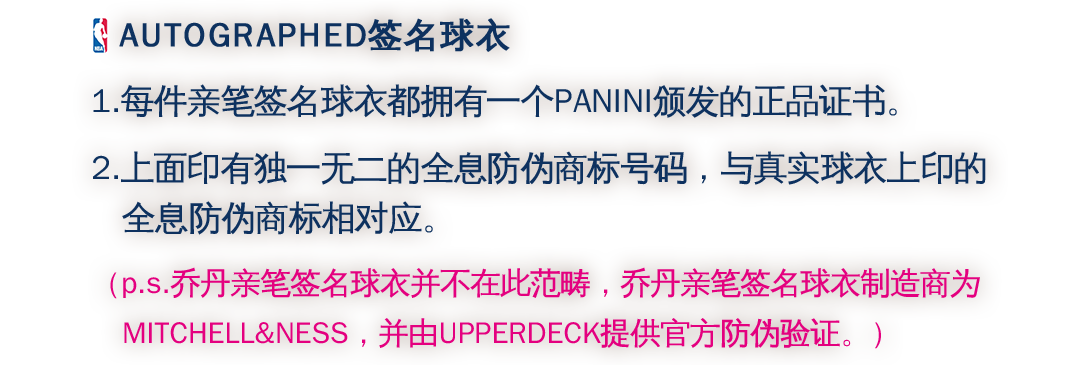 NBA
AUTOGRAPHED签名球衣
1.每件亲笔签名球衣都拥有一个PANINI颁发的正品证书。
2.上面印有独一无二的全息防伪商标号码，与真实球衣上印的
全息防伪商标相对应。
（p.s.乔丹亲笔签名球衣并不在此范畴，乔丹亲笔签名球衣制造商为
MITCHELL&NESS，并由UPPERDECK提供官方防伪验证。）